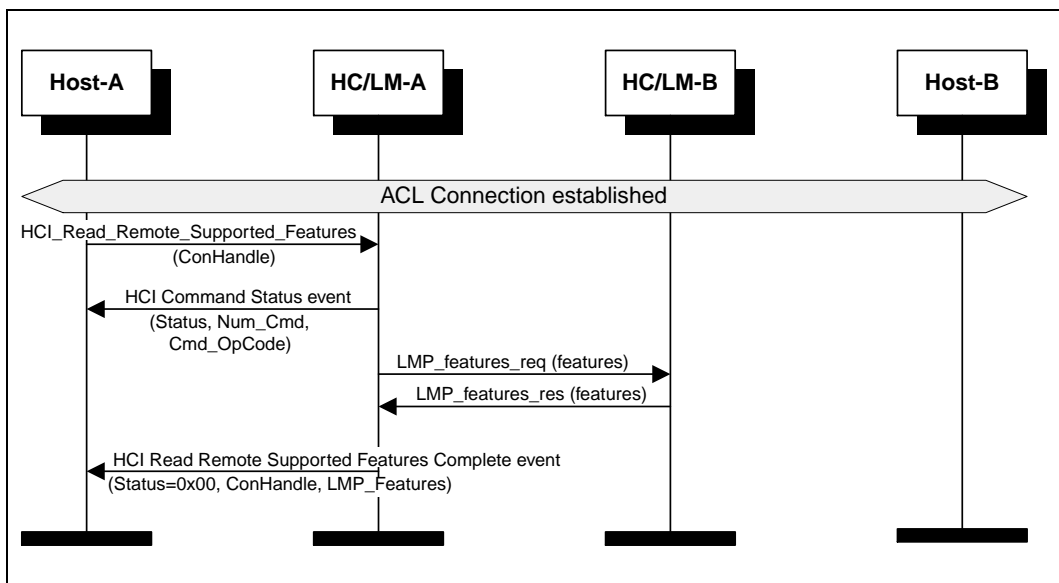 Host-A
HC/LM-A
HC/LM-B
Host-B
ACL Connection established
HCI_Read_Remote_Supported_Features
(ConHandle)
HCI Command Status event
(Status, Num_Cmd,
Cmd_OpCode)
LMP_features_req (features)
LMP_features_res (features)
HCI Read Remote Supported Features Complete event
(Status=0x00, ConHandle, LMP_Features)